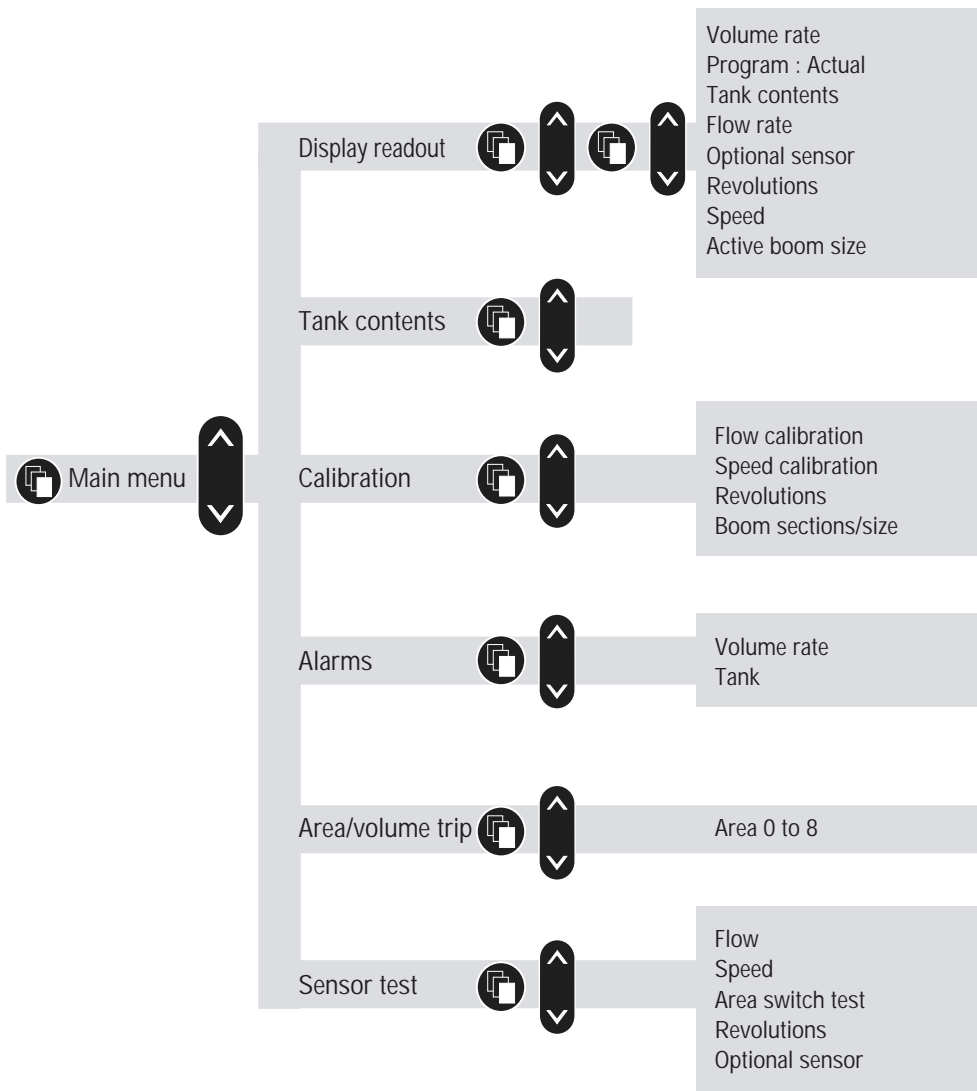 Volume rate
Program : Actual
Tank contents
Flow rate
Optional sensor
Revolutions
Speed
Active boom size
Display readout
Tank contents
Main menu
Calibration
Flow calibration
Speed calibration
Revolutions
Boom sections/size
Alarms
Volume rate
Tank
Area/volume trip
Area 0 to 8
Sensor test
Flow
Speed
Area switch test
Revolutions
Optional sensor